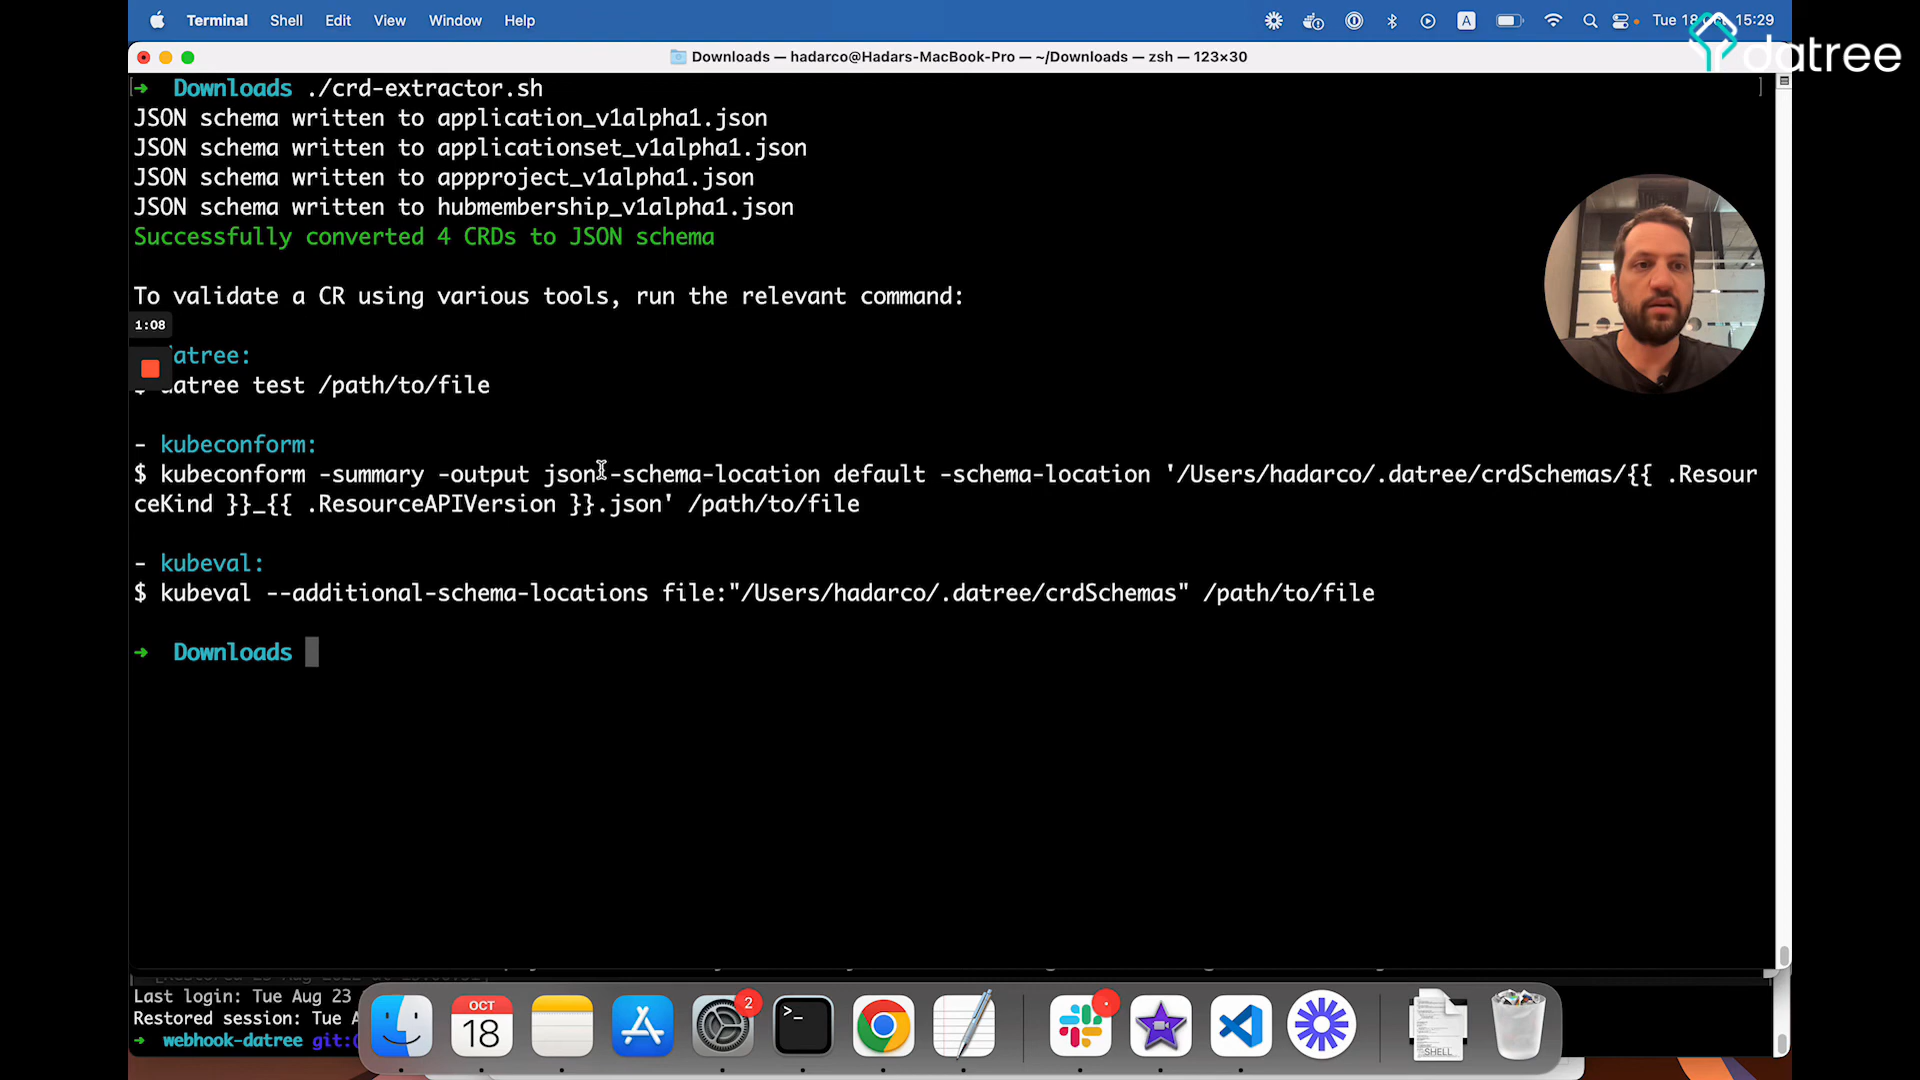 Terminal Shell Edit View Window Help
A
Tue 18 Oct 15:29
datree
Downloads — hadarco@Hadars-MacBook-Pro — ~/Downloads — zsh — 123×30
➜ Downloads ./crd-extractor.sh
JSON schema written to application_v1alpha1.json
JSON schema written to applicationset_v1alpha1.json
JSON schema written to appproject_v1alpha1.json
JSON schema written to hubmembership_v1alpha1.json
Successfully converted 4 CRDs to JSON schema
To validate a CR using various tools, run the relevant command:
1:08
datree:
$ datree test /path/to/file
- kubeconform:
$ kubeconform -summary -output json -schema-location default -schema-location '/Users/hadarco/.datree/crdSchemas/{{ .Resour
ceKind }}_{{ .ResourceAPIVersion }}.json' /path/to/file
- kubeval:
$ kubeval --additional-schema-locations file:"/Users/hadarco/.datree/crdSchemas" /path/to/file
➜ Downloads
Last login: Tue Aug 23
Restored session: Tue
➜ webhook-datree git:(
OCT
18
2
>_
SHELL